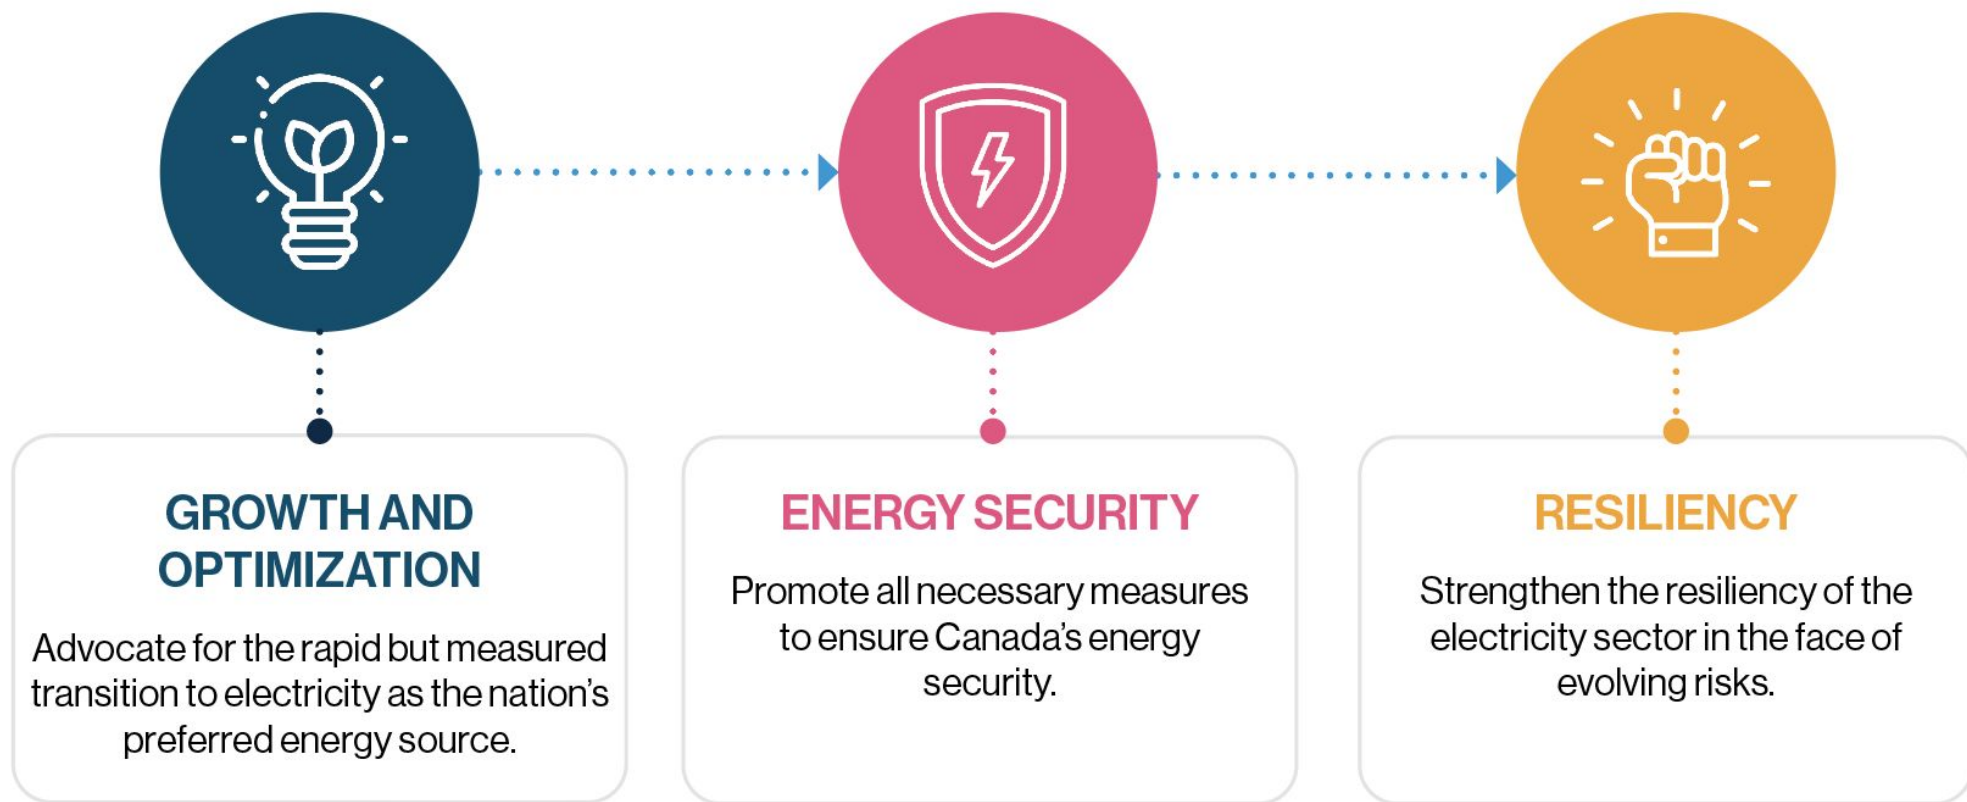 GROWTH AND
OPTIMIZATION
Advocate for the rapid but measured
transition to electricity as the nation’s
preferred energy source.
ENERGY SECURITY
Promote all necessary measures
to ensure Canada’s energy
security.
RESILIENCY
Strengthen the resiliency of the
electricity sector in the face of
evolving risks.